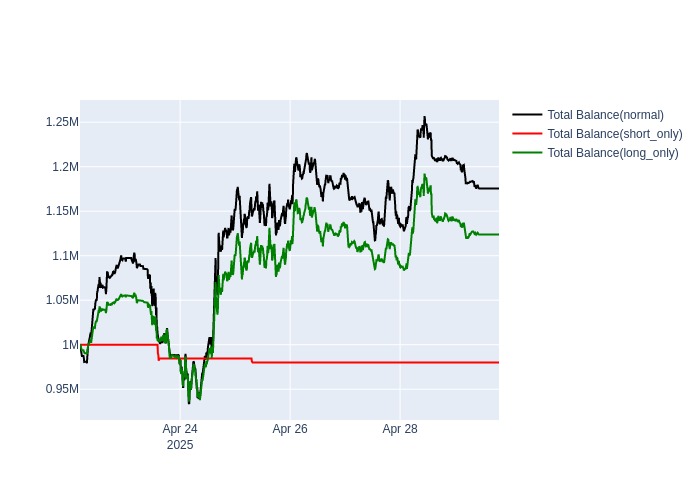 1.25M
1.2M
1.15M
1.1M
1.05M
1M
0.95M
Apr 24
2025
Apr 26
Apr 28
Total Balance(normal)
Total Balance(short_only)
Total Balance(long_only)